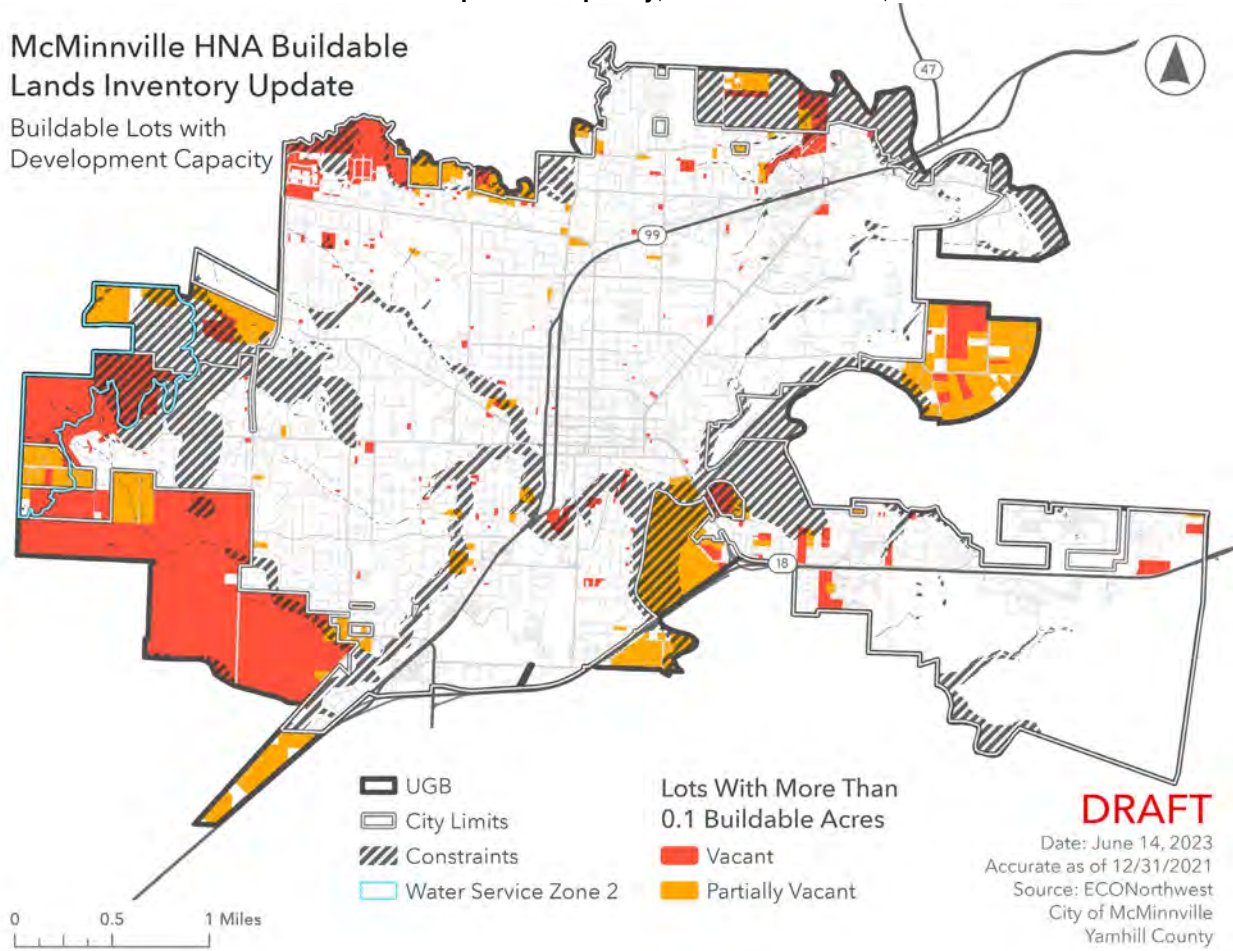 McMinnville HNA Buildable
Lands Inventory Update
Buildable Lots with
Development Capacity
47
99
18
UGB
City Limits
Constraints
Water Service Zone 2
Lots With More Than
0.1 Buildable Acres
Vacant
Partially Vacant
DRAFT
Date: June 14, 2023
Accurate as of 12/31/2021
Source: ECONorthwest
City of McMinnville
Yamhill County
0 0.5 1 Miles